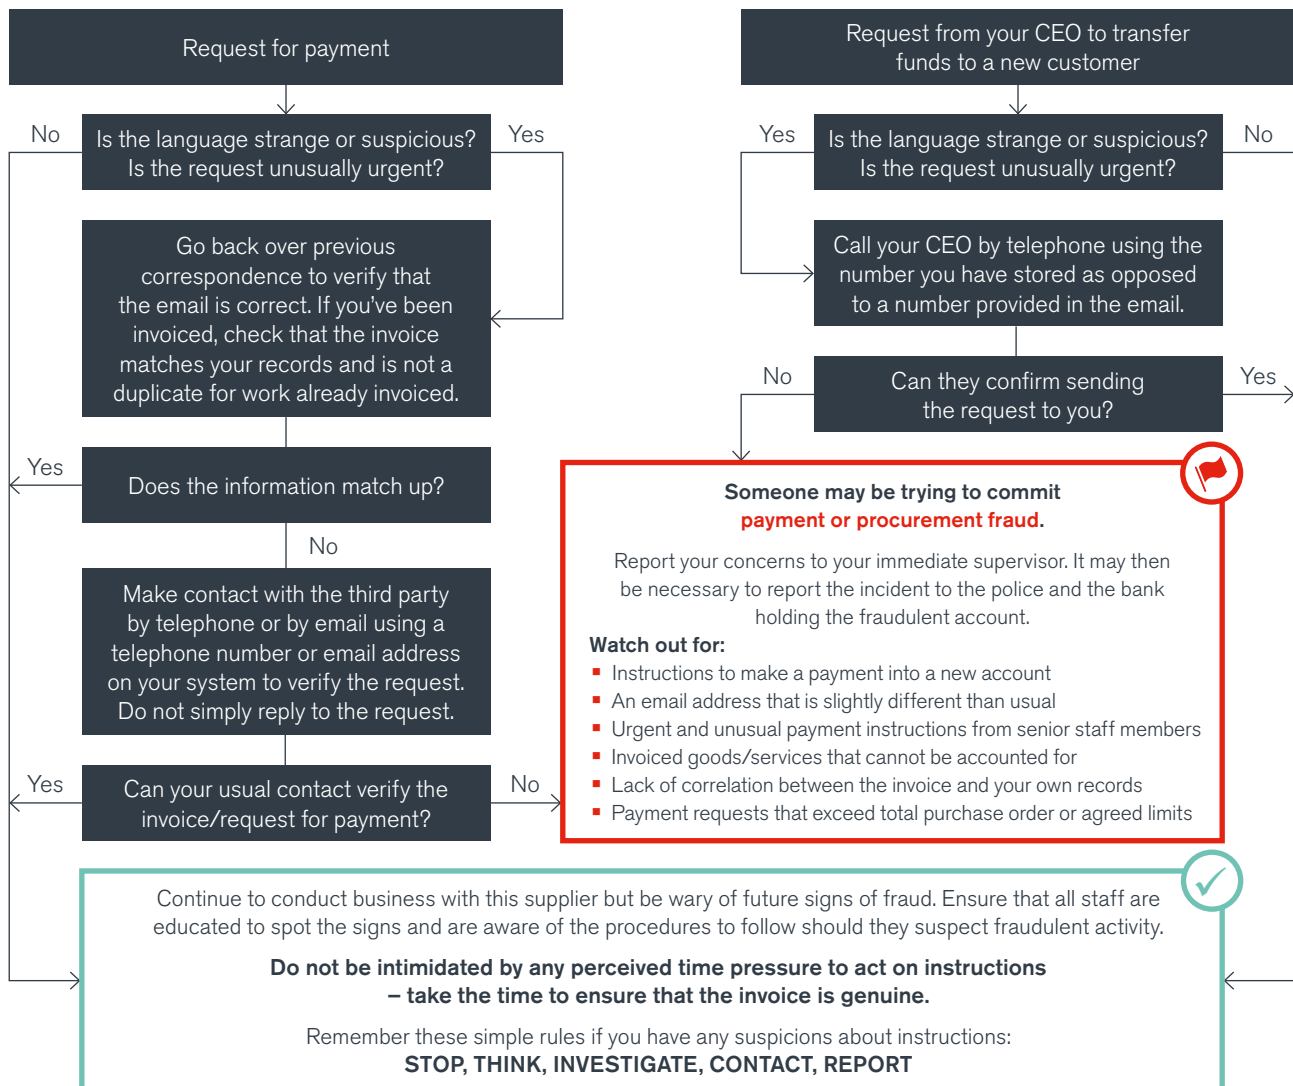 Request for payment
No
Is the language strange or suspicious?
Is the request unusually urgent?
Yes
Go back over previous
correspondence to verify that
the email is correct. If you’ve been
invoiced, check that the invoice
matches your records and is not a
duplicate for work already invoiced.
Yes
Does the information match up?
No
Make contact with the third party
by telephone or by email using a
telephone number or email address
on your system to verify the request.
Do not simply reply to the request.
Yes
Can your usual contact verify the
invoice/request for payment?
No
Request from your CEO to transfer
funds to a new customer
Yes
Is the language strange or suspicious?
Is the request unusually urgent?
No
Call your CEO by telephone using the
number you have stored as opposed
to a number provided in the email.
No
Can they confirm sending
the request to you?
Yes
Someone may be trying to commit
payment or procurement fraud.
Report your concerns to your immediate supervisor. It may then
be necessary to report the incident to the police and the bank
holding the fraudulent account.
Watch out for:
▪ Instructions to make a payment into a new account
▪ An email address that is slightly different than usual
▪ Urgent and unusual payment instructions from senior staff members
▪ Invoiced goods/services that cannot be accounted for
▪ Lack of correlation between the invoice and your own records
▪ Payment requests that exceed total purchase order or agreed limits
Continue to conduct business with this supplier but be wary of future signs of fraud. Ensure that all staff are
educated to spot the signs and are aware of the procedures to follow should they suspect fraudulent activity.
Do not be intimidated by any perceived time pressure to act on instructions
– take the time to ensure that the invoice is genuine.
Remember these simple rules if you have any suspicions about instructions:
STOP, THINK, INVESTIGATE, CONTACT, REPORT